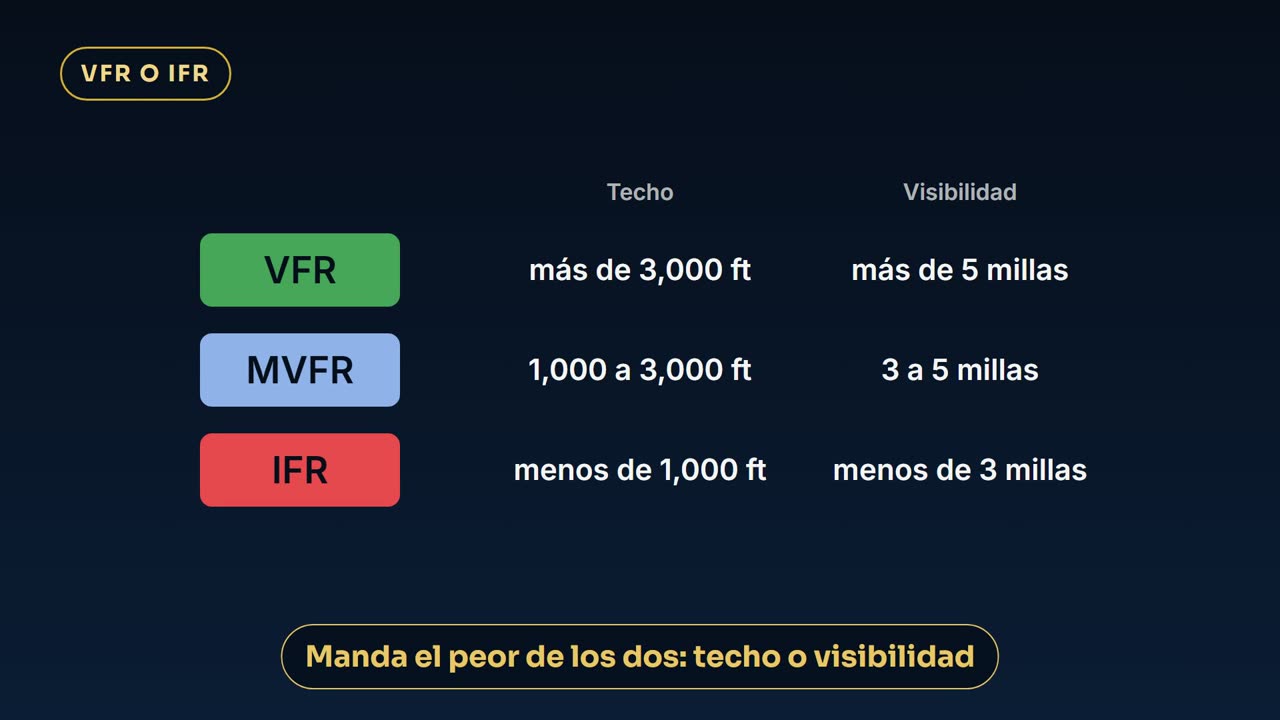 VFR O IFR
Techo Visibilidad
VFR más de 3,000 ft más de 5 millas
MVFR 1,000 a 3,000 ft 3 a 5 millas
IFR menos de 1,000 ft menos de 3 millas
Manda el peor de los dos: techo o visibilidad